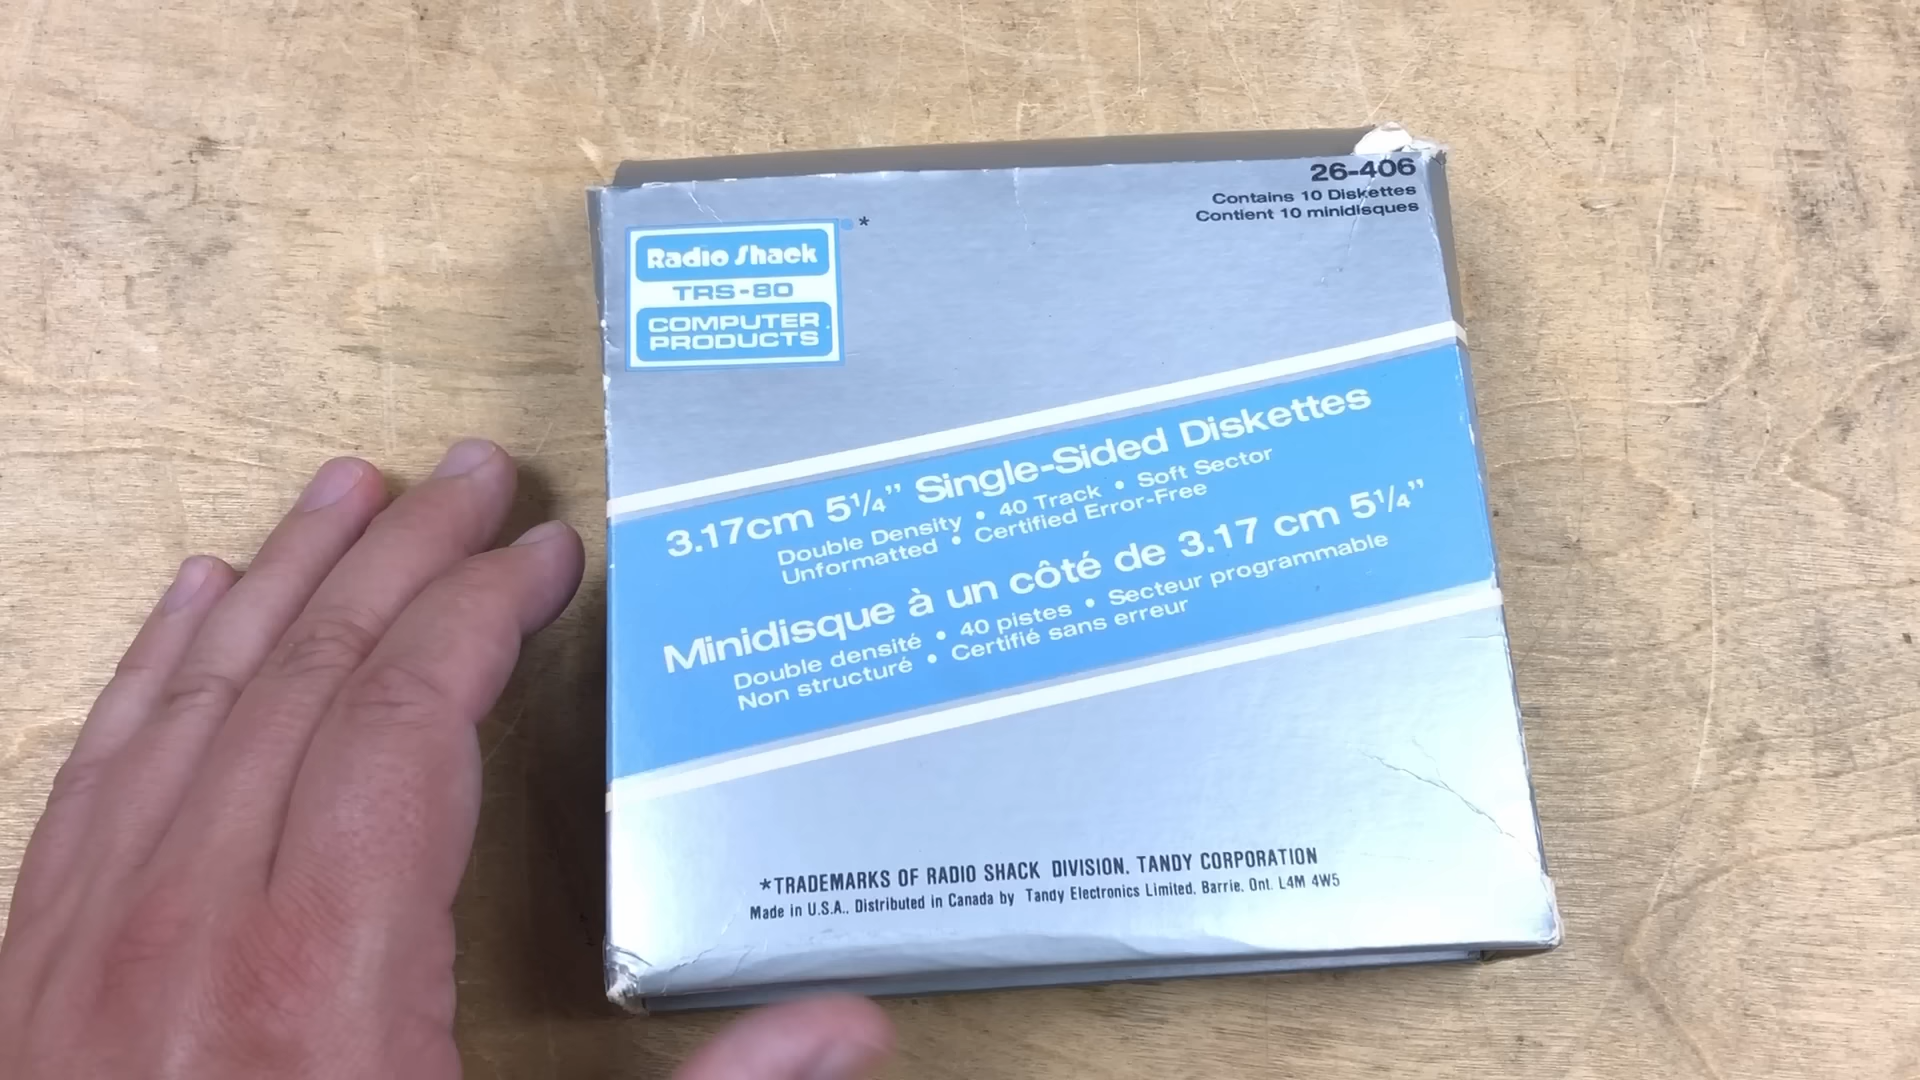 26-406
Contains 10 Diskettes
Contient 10 minidisques
*
Radio Shack
TRS-80
COMPUTER
PRODUCTS
3.17cm 5¼” Single-Sided Diskettes
Double Density • 40 Track • Soft Sector
Unformatted • Certified Error-Free
Minidisque à un côté de 3.17 cm 5¼”
Double densité • 40 pistes • Secteur programmable
Non structuré • Certifié sans erreur
*TRADEMARKS OF RADIO SHACK DIVISION. TANDY CORPORATION
Made in U.S.A.. Distributed in Canada by Tandy Electronics Limited. Barrie. Ont. L4M 4W5